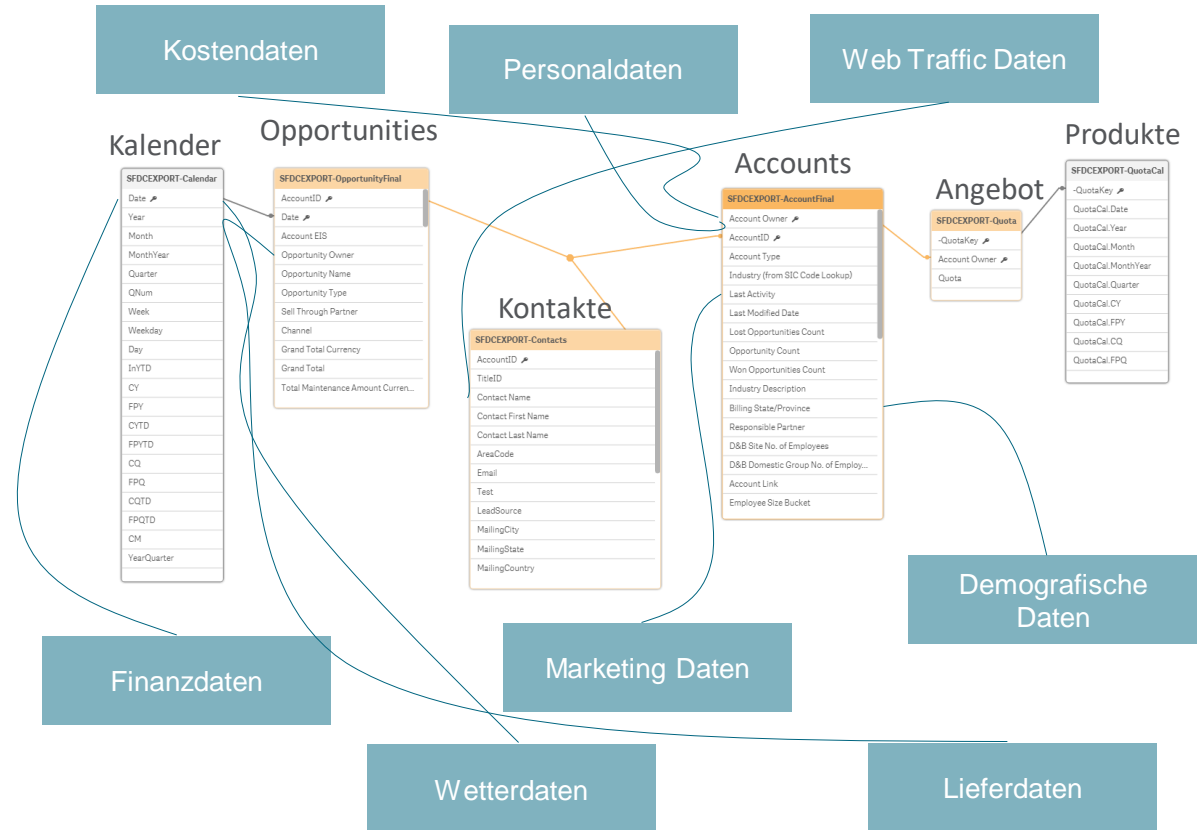 Kostendaten
Personaldaten
Web Traffic Daten
Kalender
SFDCEXPORT-Calendar
Date
Year
Month
MonthYear
Quarter
QNum
Week
Weekday
Day
InYTD
CY
FPY
CYTD
FPYTD
CQ
FPQ
CQTD
FPQTD
CM
YearQuarter
Opportunities
SFDCEXPORT-OpportunityFinal
AccountID
Date
Account EIS
Opportunity Owner
Opportunity Name
Opportunity Type
Sell Through Partner
Channel
Grand Total Currency
Grand Total
Total Maintenance Amount Curren...
Kontakte
SFDCEXPORT-Contacts
AccountID
TitleID
Contact Name
Contact First Name
Contact Last Name
AreaCode
Email
Test
LeadSource
MailingCity
MailingState
MailingCountry
Accounts
SFDCEXPORT-AccountFinal
Account Owner
AccountID
Account Type
Industry (from SIC Code Lookup)
Last Activity
Last Modified Date
Lost Opportunities Count
Opportunity Count
Won Opportunities Count
Industry Description
Billing State/Province
Responsible Partner
D&B Site No. of Employees
D&B Domestic Group No. of Employ...
Account Link
Employee Size Bucket
Angebot
SFDCEXPORT-Quota
-QuotaKey
Account Owner
Quota
Produkte
SFDCEXPORT-QuotaCal
-QuotaKey
QuotaCal.Date
QuotaCal.Year
QuotaCal.Month
QuotaCal.MonthYear
QuotaCal.Quarter
QuotaCal.CY
QuotaCal.FPY
QuotaCal.CQ
QuotaCal.FPQ
Finanzdaten
Marketing Daten
Demografische
Daten
Wetterdaten
Lieferdaten